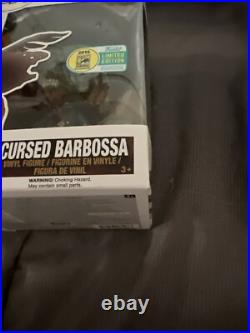 2016
LIMITED
EDITION
CURSED BARBOSSA
VINYL FIGURE / FIGURINE EN VINYLE /
FIGURA DE VINIL
3+
WARNING: Choking Hazard.
May contain small parts.